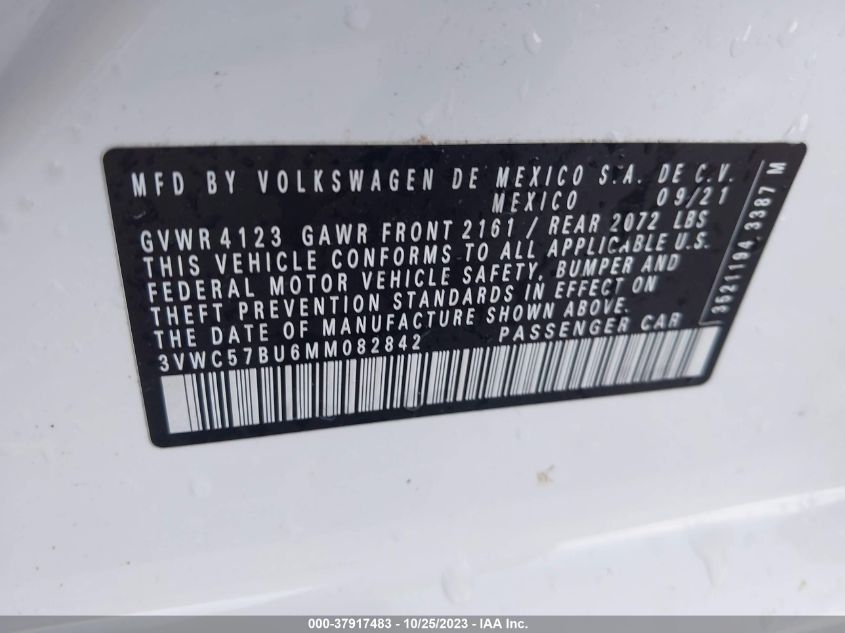 MFD BY VOLKSWAGEN DE MEXICO S.A. DE C.V.
MEXICO 09/21
GVWR 4123 GAWR FRONT 2161 / REAR 2072 LBS
THIS VEHICLE CONFORMS TO ALL APPLICABLE U.S.
FEDERAL MOTOR VEHICLE SAFETY, BUMPER AND
THEFT PREVENTION STANDARDS IN EFFECT ON
THE DATE OF MANUFACTURE SHOWN ABOVE.
3VWC57BU6MM082842 PASSENGER CAR
3521194 3387 M
000-37917483 - 10/25/2023 - IAA Inc.